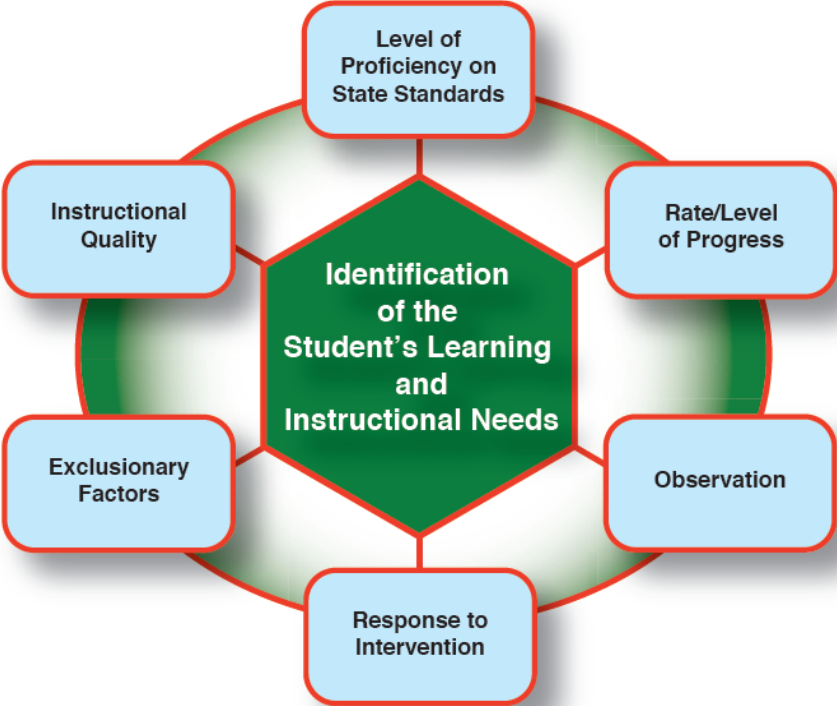 Level of
Proficiency on
State Standards
Instructional
Quality
Rate/Level
of Progress
Identification
of the
Student's Learning
and
Instructional Needs
Exclusionary
Factors
Observation
Response to
Intervention